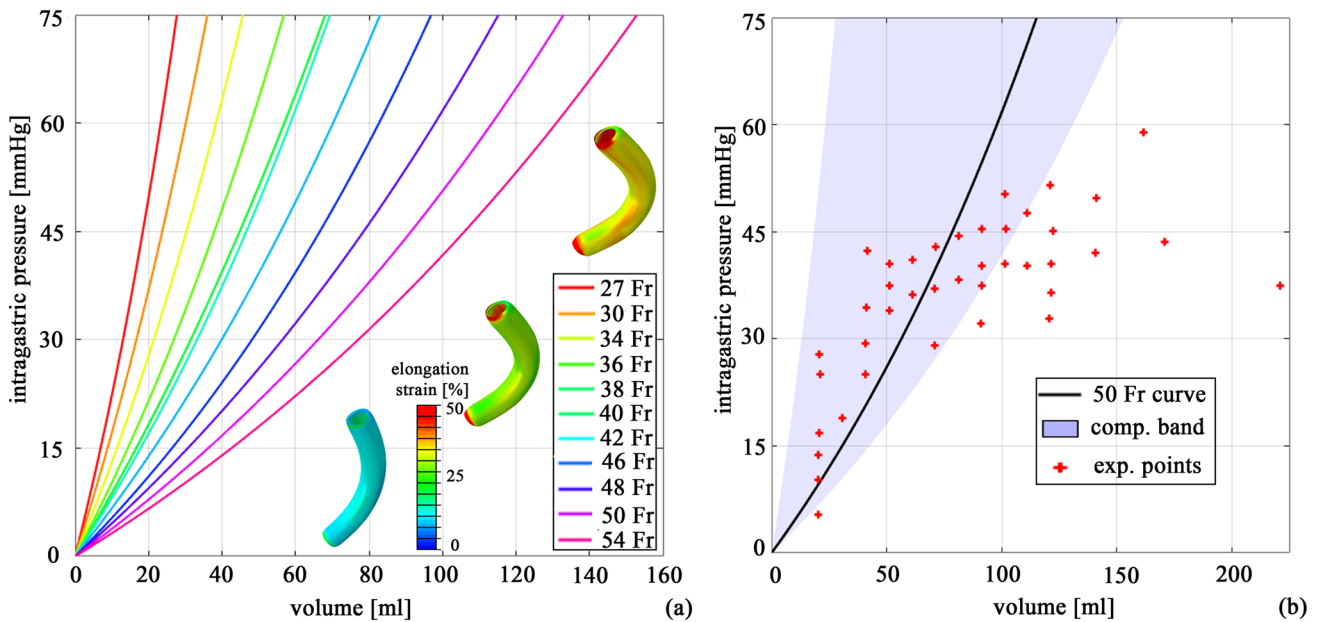 75
60
45
30
15
0
intragastric pressure [mmHg]
elongation
strain [%]
50
25
0
27 Fr
30 Fr
34 Fr
36 Fr
38 Fr
40 Fr
42 Fr
46 Fr
48 Fr
50 Fr
54 Fr
0 20 40 60 80 100 120 140 160
volume [ml]
(a)
75
60
45
30
15
0
intragastric pressure [mmHg]
50 Fr curve
comp. band
exp. points
0 50 100 150 200
volume [ml]
(b)